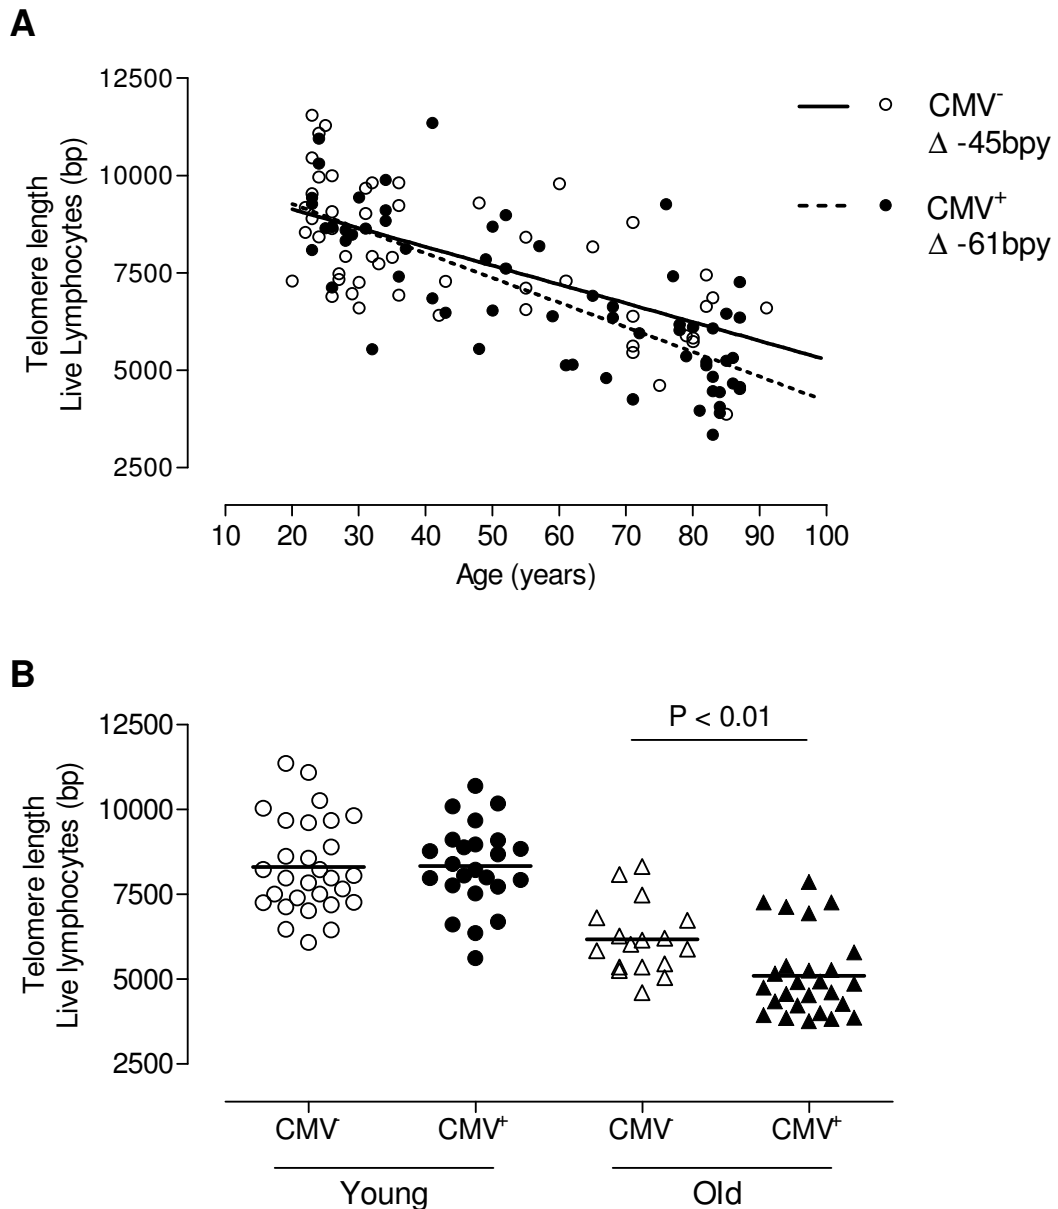 A
12500
10000
7500
5000
2500
Telomere length
Live Lymphocytes (bp)
10 20 30 40 50 60 70 80 90 100
Age (years)
CMV⁻
Δ -45bpy
CMV⁺
Δ -61bpy
B
P < 0.01
12500
10000
7500
5000
2500
Telomere length
Live lymphocytes (bp)
CMV⁻ CMV⁺ CMV⁻ CMV⁺
Young Old